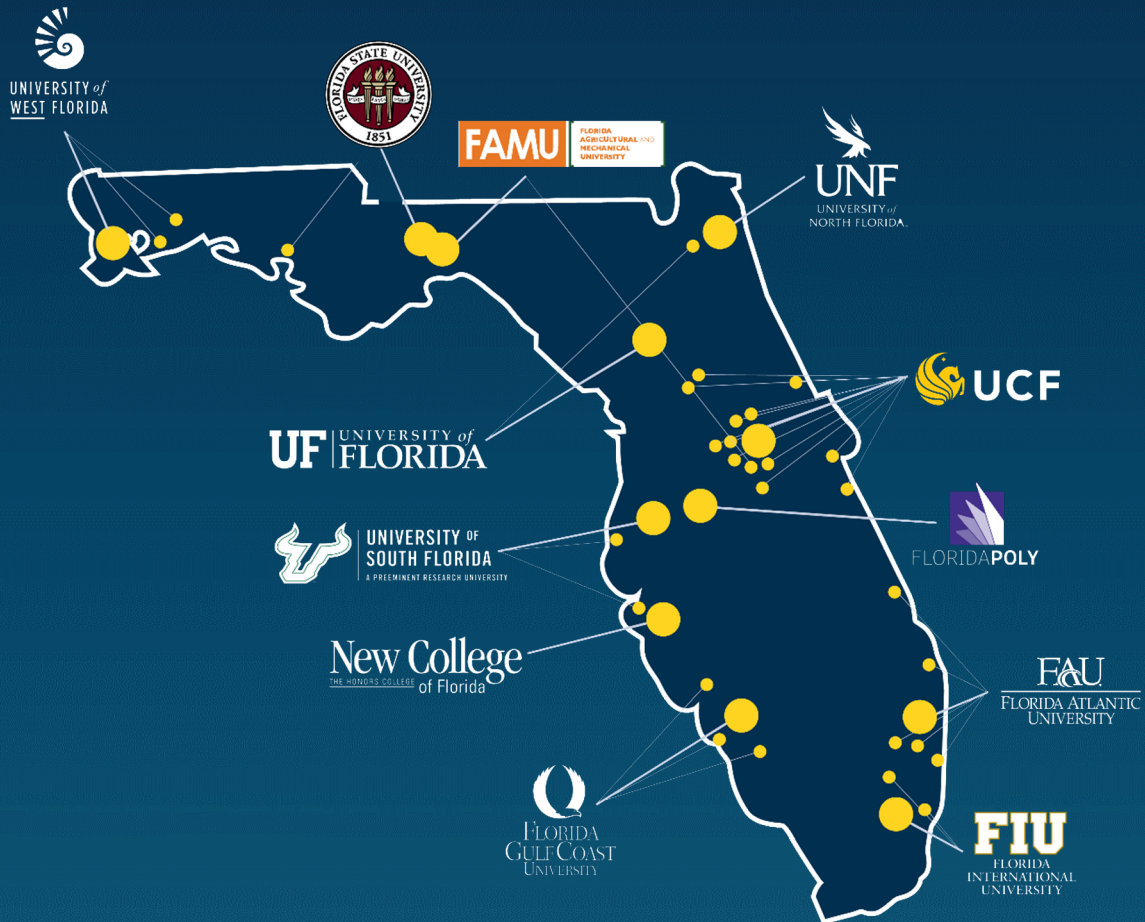 UNIVERSITY of
WEST FLORIDA
FLORIDA STATE UNIVERSITY
1851
FAMU
FLORIDA
AGRICULTURAL AND
MECHANICAL
UNIVERSITY
UNF
UNIVERSITY of
NORTH FLORIDA
UCF
UF
UNIVERSITY of
FLORIDA
UNIVERSITY OF
SOUTH FLORIDA
A PREEMINENT RESEARCH UNIVERSITY
FLORIDAPOLY
New College
THE HONORS COLLEGE of Florida
FAU
FLORIDA ATLANTIC
UNIVERSITY
FLORIDA
GULF COAST
UNIVERSITY
FIU
FLORIDA
INTERNATIONAL
UNIVERSITY